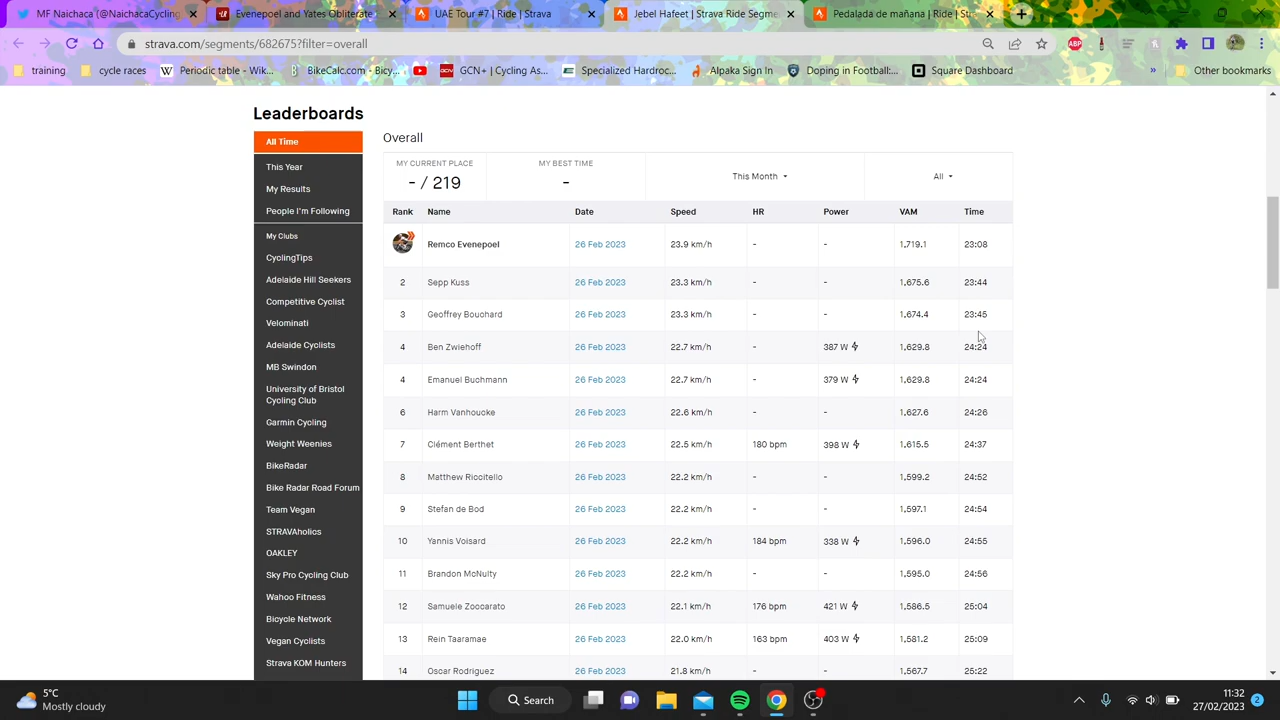 MF Naichaca (@NaichacaCycling)
Evenepoel and Yates Obliterate
UAE Tour #7 | Ride | Strava
Jebel Hafeet | Strava Ride Segme
Pedalada de mañana | Ride | Str
strava.com/segments/682675?filter=overall
ABP
training
cycle races
Periodic table - Wik...
BikeCalc.com - Bicy...
GCN+ | Cycling As...
Specialized Hardroc...
Alpaka Sign In
Doping in Football:...
Square Dashboard
»
Other bookmarks
Leaderboards
All Time
This Year
My Results
People I'm Following
My Clubs
CyclingTips
Adelaide Hill Seekers
Competitive Cyclist
Velominati
Adelaide Cyclists
MB Swindon
University of Bristol
Cycling Club
Garmin Cycling
Weight Weenies
BikeRadar
Bike Radar Road Forum
Team Vegan
STRAVAholics
OAKLEY
Sky Pro Cycling Club
Wahoo Fitness
Bicycle Network
Vegan Cyclists
Strava KOM Hunters
Overall
MY CURRENT PLACE MY BEST TIME
- / 219 - This Month All
Rank Name Date Speed HR Power VAM Time
Remco Evenepoel 26 Feb 2023 23.9 km/h - - 1,719.1 23:08
2 Sepp Kuss 26 Feb 2023 23.3 km/h - - 1,675.6 23:44
3 Geoffrey Bouchard 26 Feb 2023 23.3 km/h - - 1,674.4 23:45
4 Ben Zwiehoff 26 Feb 2023 22.7 km/h - 387 W 1,629.8 24:24
4 Emanuel Buchmann 26 Feb 2023 22.7 km/h - 379 W 1,629.8 24:24
6 Harm Vanhoucke 26 Feb 2023 22.6 km/h - - 1,627.6 24:26
7 Clément Berthet 26 Feb 2023 22.5 km/h 180 bpm 398 W 1,615.5 24:37
8 Matthew Riccitello 26 Feb 2023 22.2 km/h - - 1,599.2 24:52
9 Stefan de Bod 26 Feb 2023 22.2 km/h - - 1,597.1 24:54
10 Yannis Voisard 26 Feb 2023 22.2 km/h 184 bpm 338 W 1,596.0 24:55
11 Brandon McNulty 26 Feb 2023 22.2 km/h - - 1,595.0 24:56
12 Samuele Zoccarato 26 Feb 2023 22.1 km/h 176 bpm 421 W 1,586.5 25:04
13 Rein Taaramae 26 Feb 2023 22.0 km/h 163 bpm 403 W 1,581.2 25:09
14 Oscar Rodriguez 26 Feb 2023 21.8 km/h - - 1,567.7 25:22
5°C
Mostly cloudy
Search
11:32
27/02/2023
2